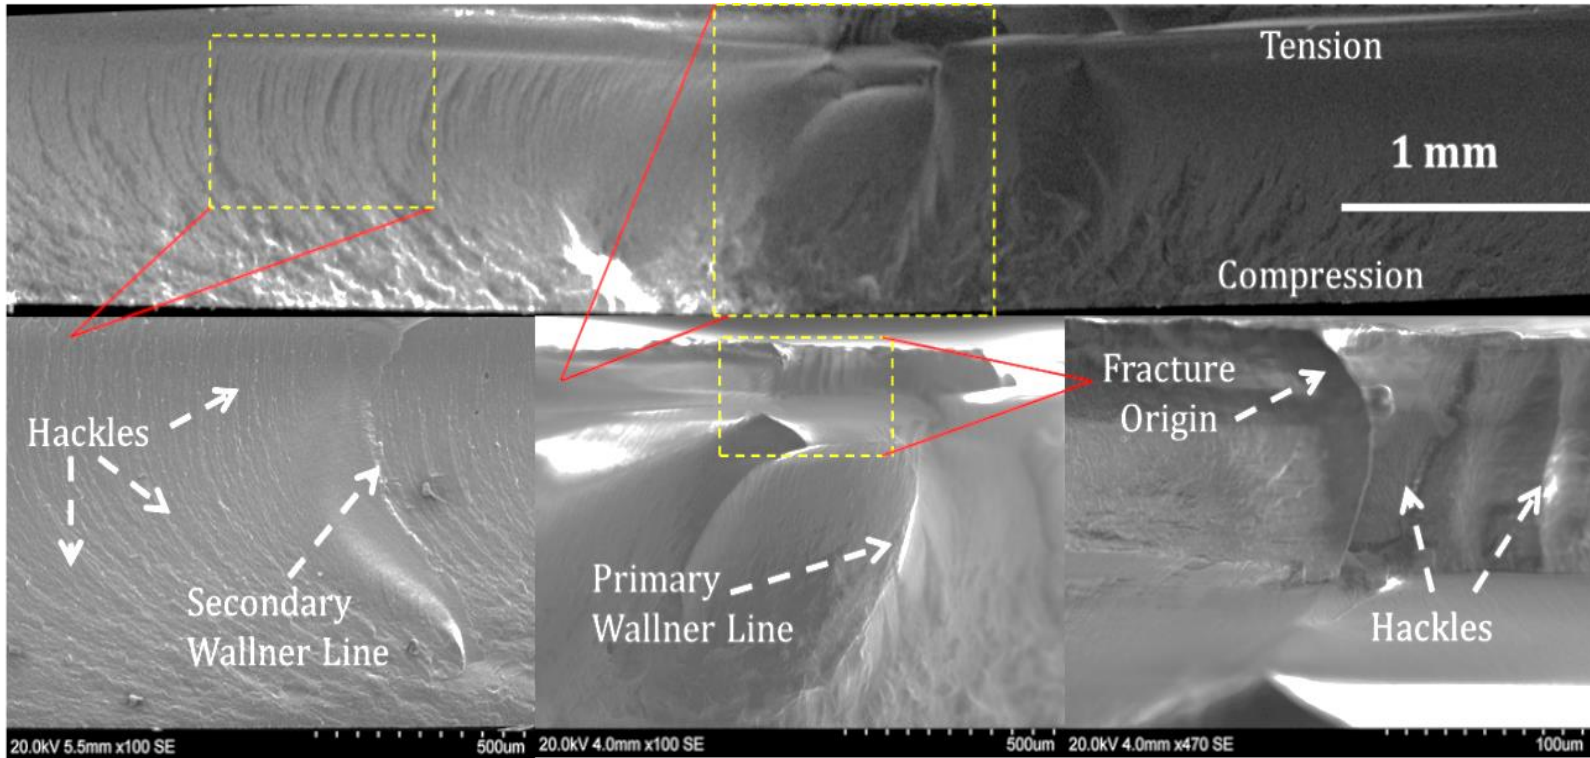 Tension
1 mm
Compression
Hackles
Secondary
Wallner Line
20.0kV 5.5mm x100 SE
500um
Primary
Wallner Line
20.0kV 4.0mm x100 SE
500um
Fracture
Origin
Hackles
20.0kV 4.0mm x470 SE
100um